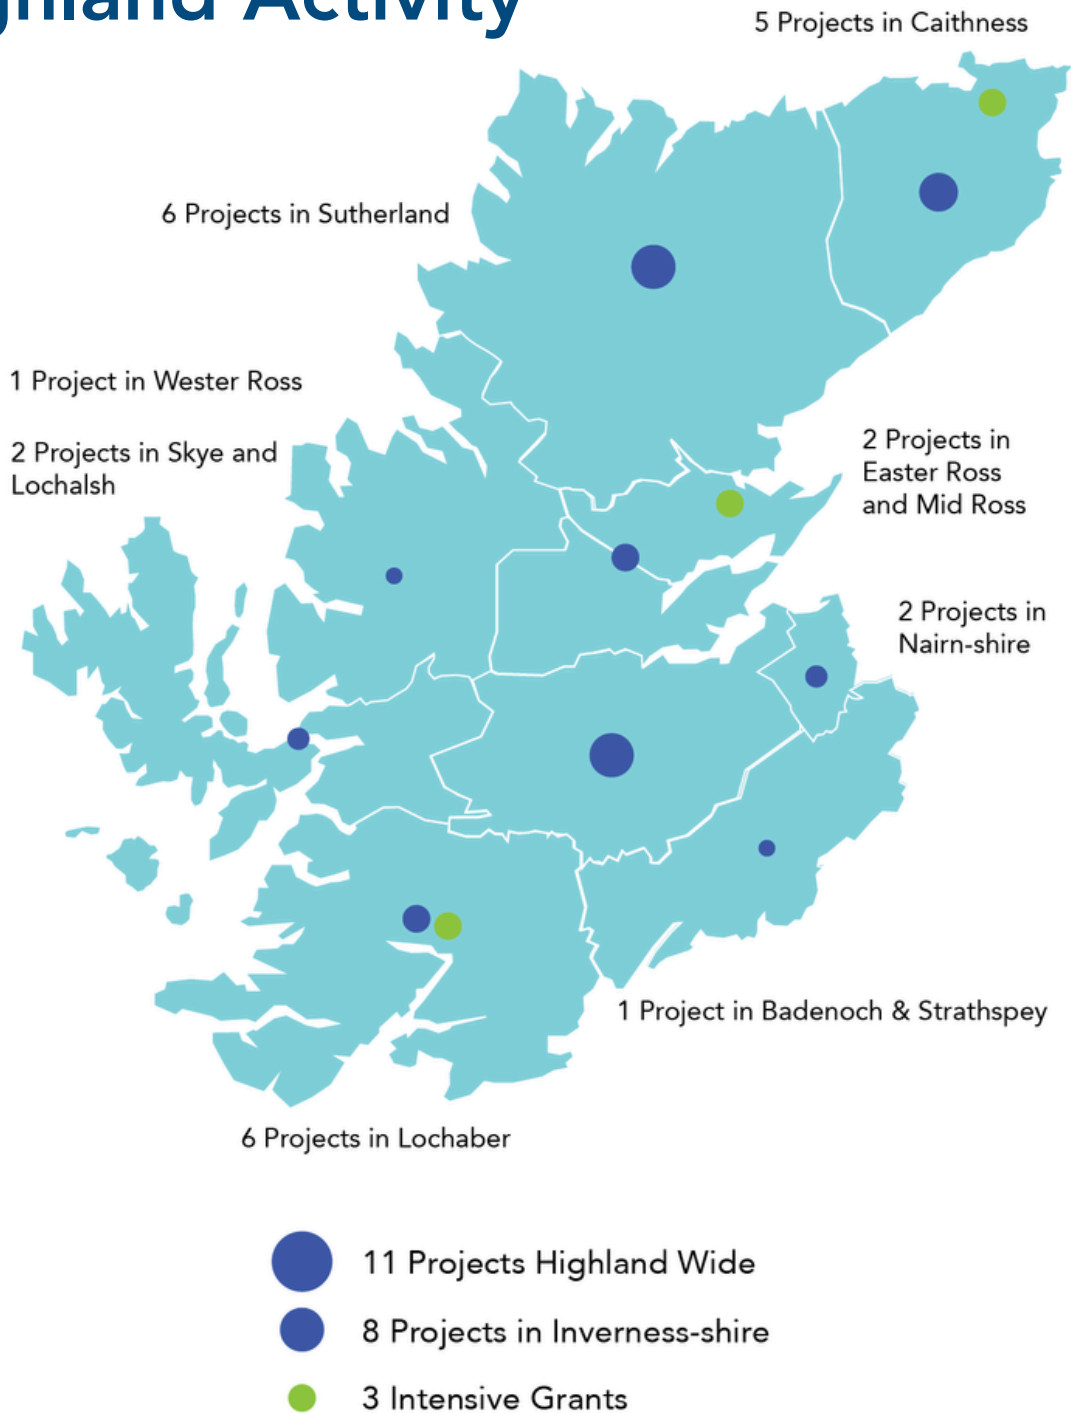 ghland Activity
5 Projects in Caithness
6 Projects in Sutherland
1 Project in Wester Ross
2 Projects in Skye and
Lochalsh
2 Projects in
Easter Ross
and Mid Ross
2 Projects in
Nairn-shire
1 Project in Badenoch & Strathspey
6 Projects in Lochaber
11 Projects Highland Wide
8 Projects in Inverness-shire
3 Intensive Grants